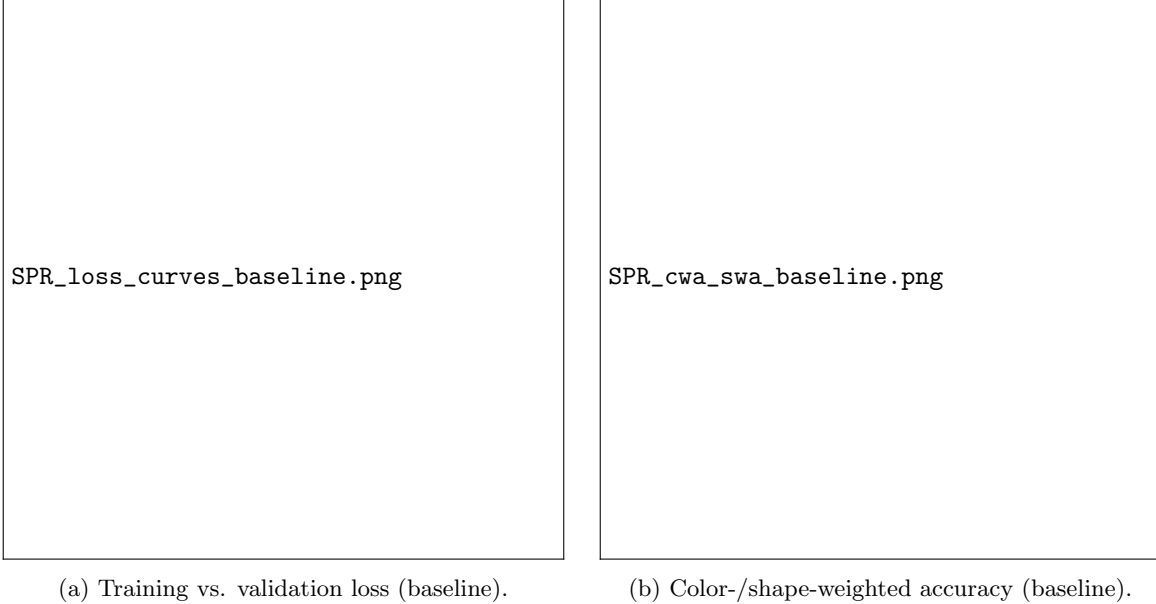 SPR_loss_curves_baseline.png
SPR_cwa_swa_baseline.png
(a) Training vs. validation loss (baseline).
(b) Color-/shape-weighted accuracy (baseline).